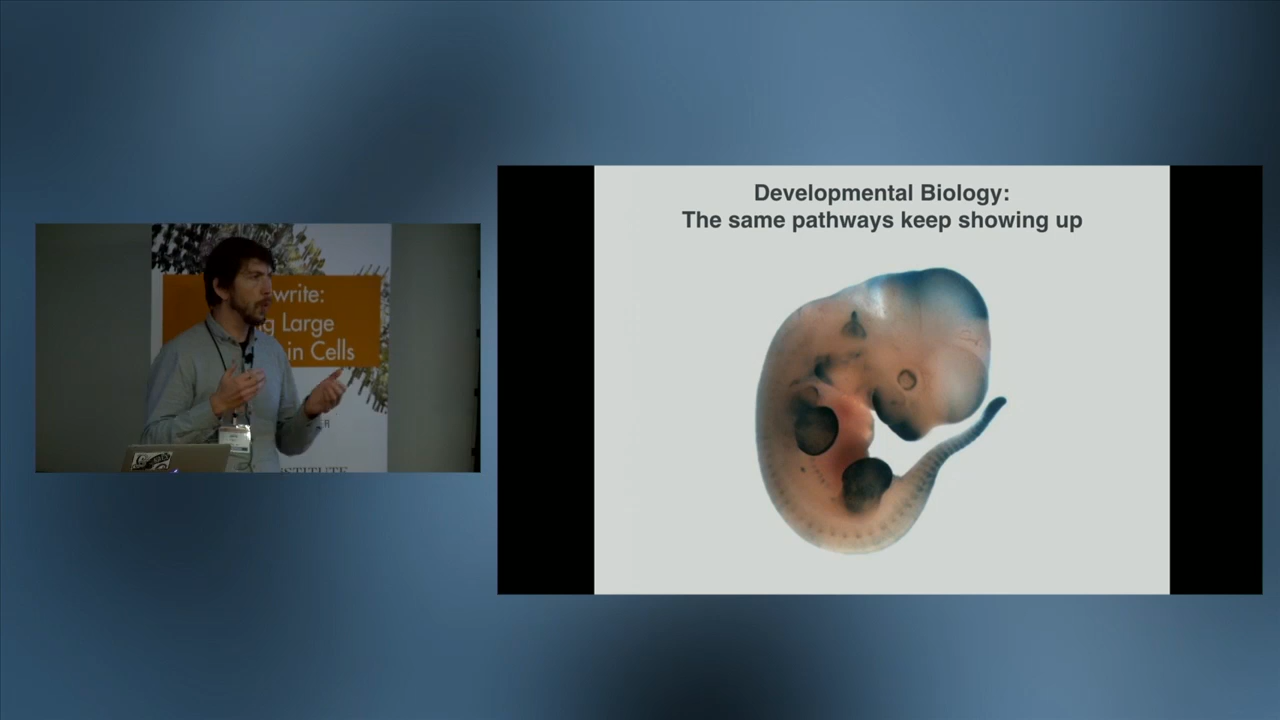 write:
g Large
in Cells
Developmental Biology:
The same pathways keep showing up